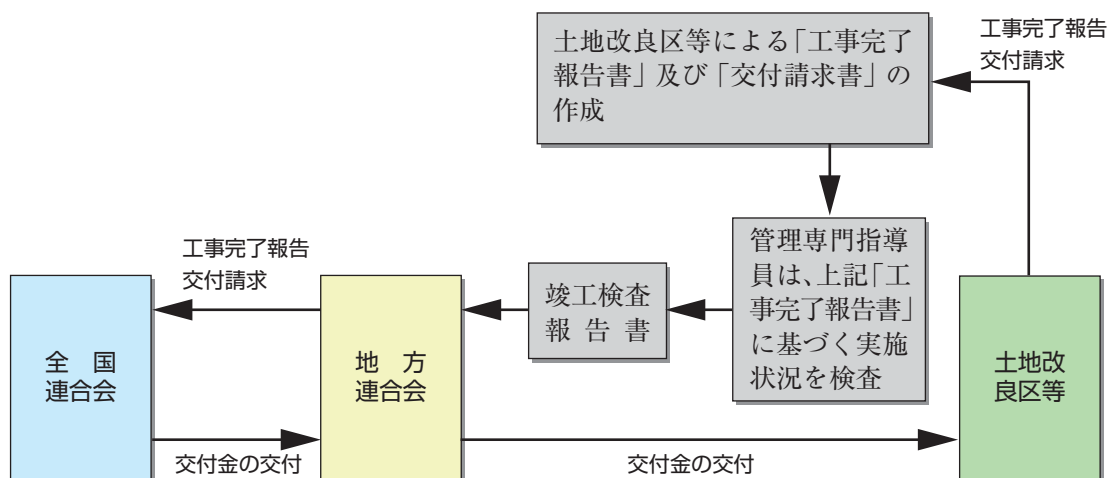 土地改良区等による「工事完了
報告書」及び「交付請求書」の
作成
工事完了報告
交付請求
管理専門指導
員は、上記「工
事完了報告書」
に基づく実施
状況を検査
竣工検査
報告書
工事完了報告
交付請求
全国
連合会
地方
連合会
土地改
良区等
交付金の交付
交付金の交付